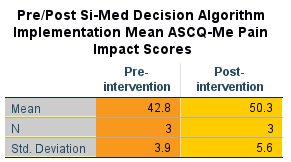 Pre/Post Si-Med Decision Algorithm
Implementation Mean ASCQ-Me Pain
Impact Scores
Pre-intervention Post-intervention
Mean 42.8 50.3
N 3 3
Std. Deviation 3.9 5.6